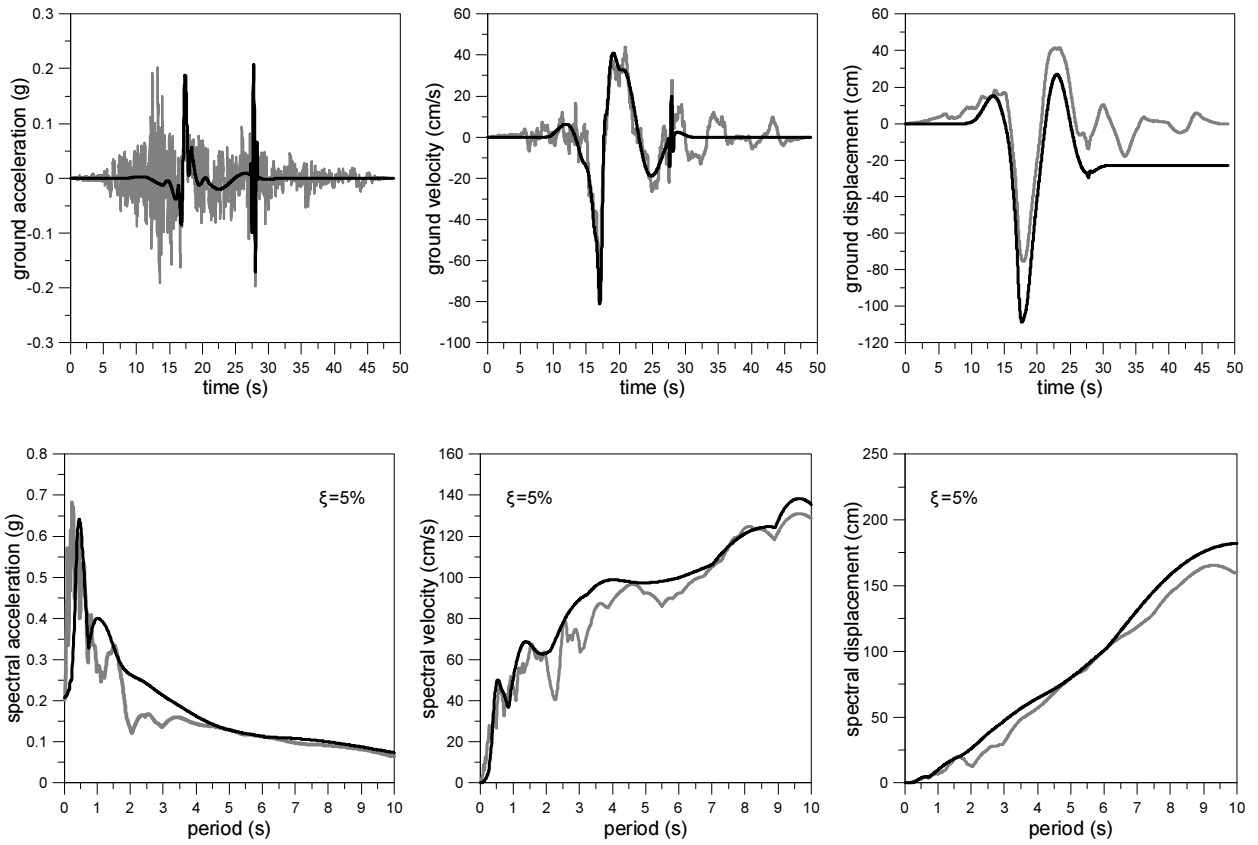 0.3
0.2
0.1
0
-0.1
-0.2
-0.3
ground acceleration (g)
0 5 10 15 20 25 30 35 40 45 50
time (s)
60
40
20
0
-20
-40
-60
-80
-100
ground velocity (cm/s)
0 5 10 15 20 25 30 35 40 45 50
time (s)
60
40
20
0
-20
-40
-60
-80
-100
-120
ground displacement (cm)
0 5 10 15 20 25 30 35 40 45 50
time (s)
0.8
0.7
0.6
0.5
0.4
0.3
0.2
0.1
0
spectral acceleration (g)
ξ=5%
0 1 2 3 4 5 6 7 8 9 10
period (s)
160
140
120
100
80
60
40
20
0
spectral velocity (cm/s)
ξ=5%
0 1 2 3 4 5 6 7 8 9 10
period (s)
250
200
150
100
50
0
spectral displacement (cm)
ξ=5%
0 1 2 3 4 5 6 7 8 9 10
period (s)